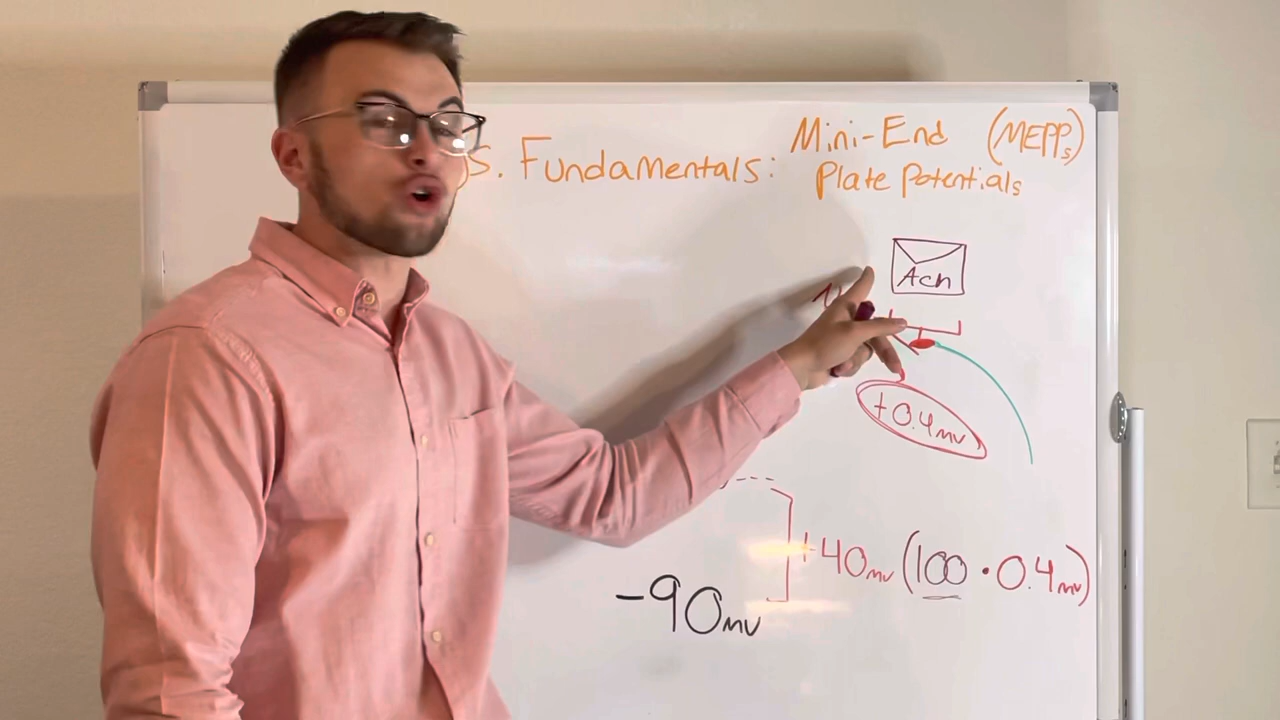 S. Fundamentals: Mini-End (MEPPs)
Plate Potentials
Ach
+0.4mv
+40mv (100 • 0.4mv)
-90mv